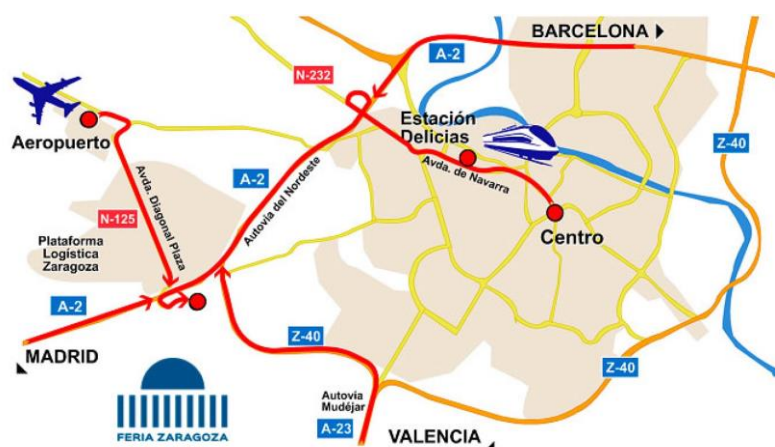 BARCELONA
A-2
N-232
Estación
Delicias
Aeropuerto
Z-40
A-2
Avda. de Navarra
Avda. Diagonal Plaza
Autovía del Nordeste
N-125
Centro
Plataforma
Logística
Zaragoza
A-2
Z-40
MADRID
Z-40
Autovía
Mudéjar
FERIA ZARAGOZA
A-23
VALENCIA